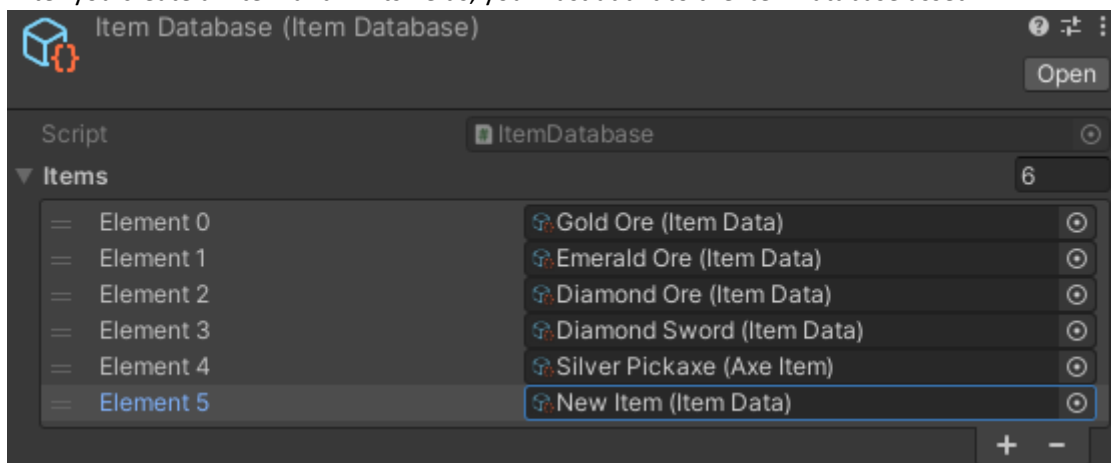 Item Database (Item Database)
Open
Script ItemDatabase
Items 6
Element 0 Gold Ore (Item Data)
Element 1 Emerald Ore (Item Data)
Element 2 Diamond Ore (Item Data)
Element 3 Diamond Sword (Item Data)
Element 4 Silver Pickaxe (Axe Item)
Element 5 New Item (Item Data)